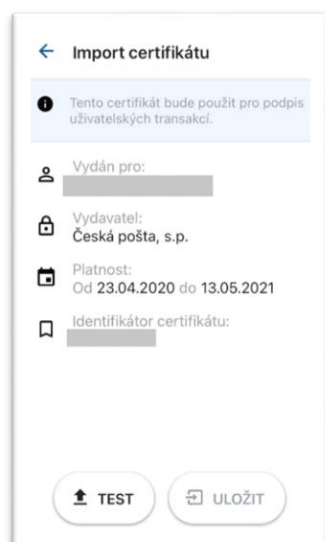 Import certifikátu
Tento certifikát bude použit pro podpis
uživatelských transakcí.
Vydán pro:
Vydavatel:
Česká pošta, s.p.
Platnost:
Od 23.04.2020 do 13.05.2021
Identifikátor certifikátu:
TEST
ULOŽIT